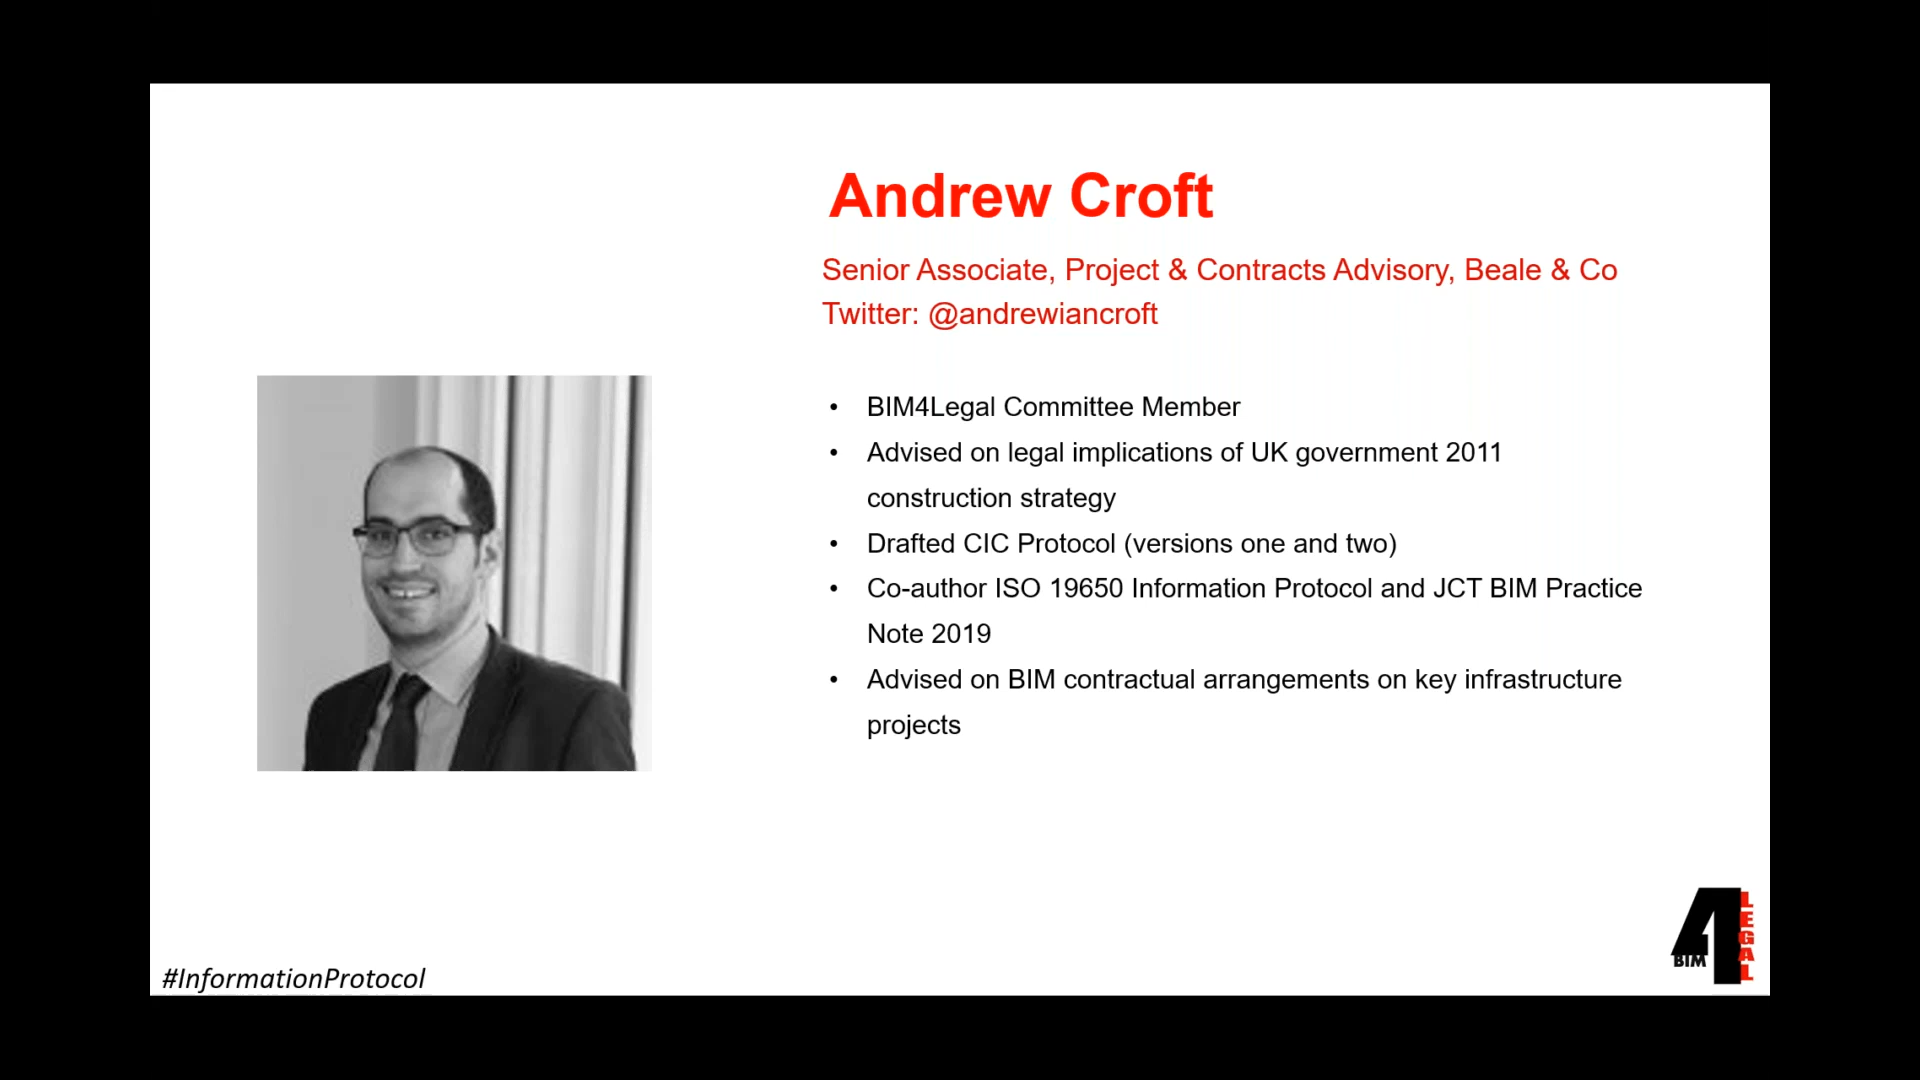 Andrew Croft
Senior Associate, Project & Contracts Advisory, Beale & Co
Twitter: @andrewiancroft
• BIM4Legal Committee Member
• Advised on legal implications of UK government 2011
construction strategy
• Drafted CIC Protocol (versions one and two)
• Co-author ISO 19650 Information Protocol and JCT BIM Practice
Note 2019
• Advised on BIM contractual arrangements on key infrastructure
projects
#InformationProtocol
4
BIM
LEGAL